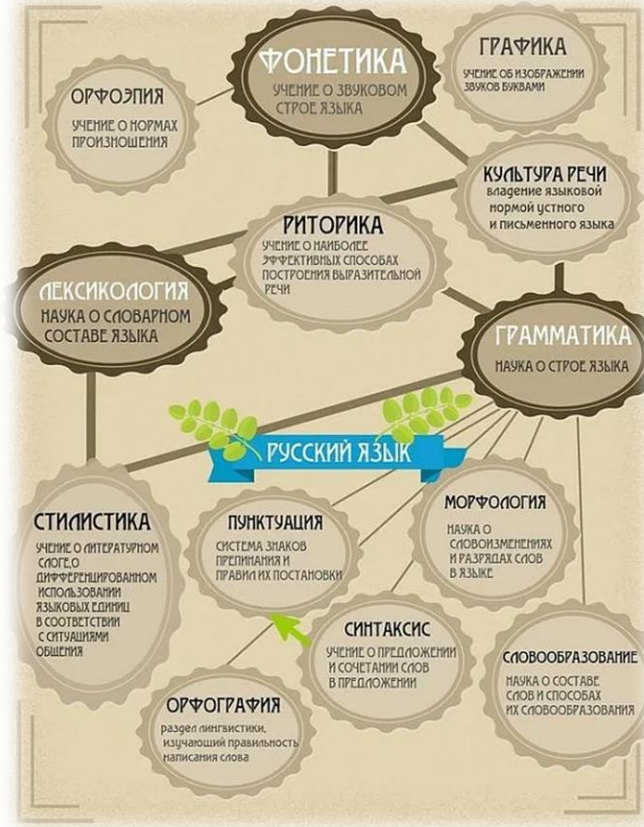 ФОНЕТИКА
УЧЕНИЕ О ЗВУКОВОМ
СТРОЕ ЯЗЫКА
ГРАФИКА
УЧЕНИЕ ОБ ИЗОБРАЖЕНИИ
ЗВУКОВ БУКВАМИ
ОРФОЭПИЯ
УЧЕНИЕ О НОРМАХ
ПРОИЗНОШЕНИЯ
КУЛЬТУРА РЕЧИ
владение языковой
нормой устного
и письменного языка
РИТОРИКА
УЧЕНИЕ О НАИБОЛЕЕ
ЭФФЕКТИВНЫХ СПОСОБАХ
ПОСТРОЕНИЯ ВЫРАЗИТЕЛЬНОЙ
РЕЧИ
ЛЕКСИКОЛОГИЯ
НАУКА О СЛОВАРНОМ
СОСТАВЕ ЯЗЫКА
ГРАММАТИКА
НАУКА О СТРОЕ ЯЗЫКА
РУССКИЙ ЯЗЫК
СТИЛИСТИКА
УЧЕНИЕ О ЛИТЕРАТУРНОМ
СЛОГЕ,О
ДИФФЕРЕНЦИРОВАННОМ
ИСПОЛЬЗОВАНИИ
ЯЗЫКОВЫХ ЕДИНИЦ
В СООТВЕТСТВИИ
С СИТУАЦИЯМИ
ОБЩЕНИЯ
ПУНКТУАЦИЯ
СИСТЕМА ЗНАКОВ
ПРЕПИНАНИЯ И
ПРАВИЛ ИХ ПОСТАНОВКИ
МОРФОЛОГИЯ
НАУКА О
СЛОВОИЗМЕНЕНИЯХ
И РАЗРЯДАХ СЛОВ
В ЯЗЫКЕ
СИНТАКСИС
УЧЕНИЕ О ПРЕДЛОЖЕНИИ
И СОЧЕТАНИИ СЛОВ
В ПРЕДЛОЖЕНИИ
СЛОВООБРАЗОВАНИЕ
НАУКА О СОСТАВЕ
СЛОВ И СПОСОБАХ
ИХ СЛОВООБРАЗОВАНИЯ
ОРФОГРАФИЯ
раздел лингвистики,
изучающий правильность
написания слова